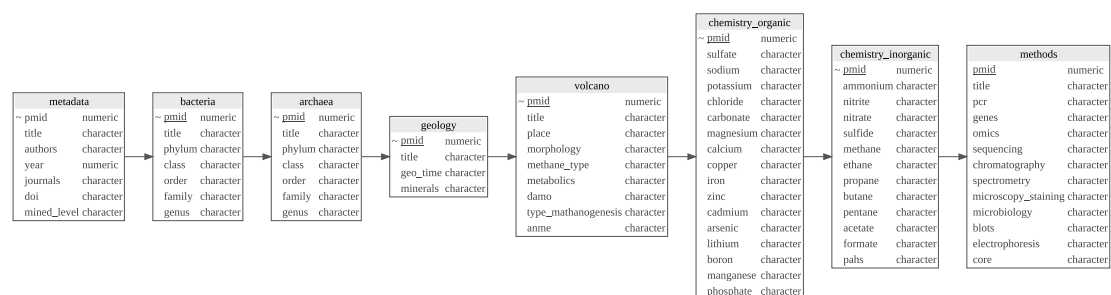 metadata
~ pmid numeric
title character
authors character
year numeric
journals character
doi character
mined_level character
bacteria
~ pmid numeric
title character
phylum character
class character
order character
family character
genus character
archaea
~ pmid numeric
title character
phylum character
class character
order character
family character
genus character
geology
~ pmid numeric
title character
geo_time character
minerals character
volcano
~ pmid numeric
title character
place character
morphology character
methane_type character
metabolics character
damo character
type_mathanogenesis character
anme character
chemistry_organic
~ pmid numeric
sulfate character
sodium character
potassium character
chloride character
carbonate character
magnesium character
calcium character
copper character
iron character
zinc character
cadmium character
arsenic character
lithium character
boron character
manganese character
phosphate character
chemistry_inorganic
~ pmid numeric
ammonium character
nitrite character
nitrate character
sulfide character
methane character
ethane character
propane character
butane character
pentane character
acetate character
formate character
pahs character
methods
pmid numeric
title character
pcr character
genes character
omics character
sequencing character
chromatography character
spectrometry character
microscopy_staining character
microbiology character
blots character
electrophoresis character
core character